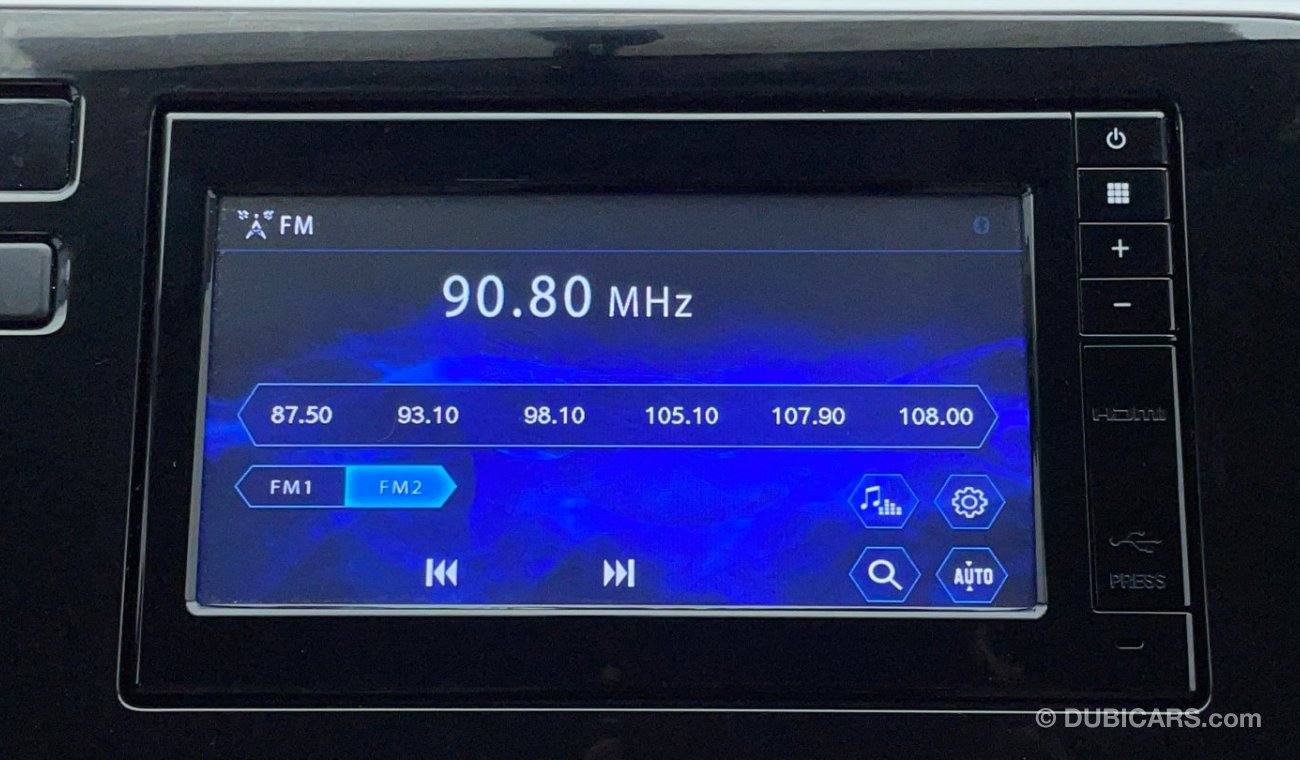 FM
90.80 MHz
87.50 93.10 98.10 105.10 107.90 108.00
FM1 FM2
AUTO
HDMI
PRESS
© DUBICARS.com